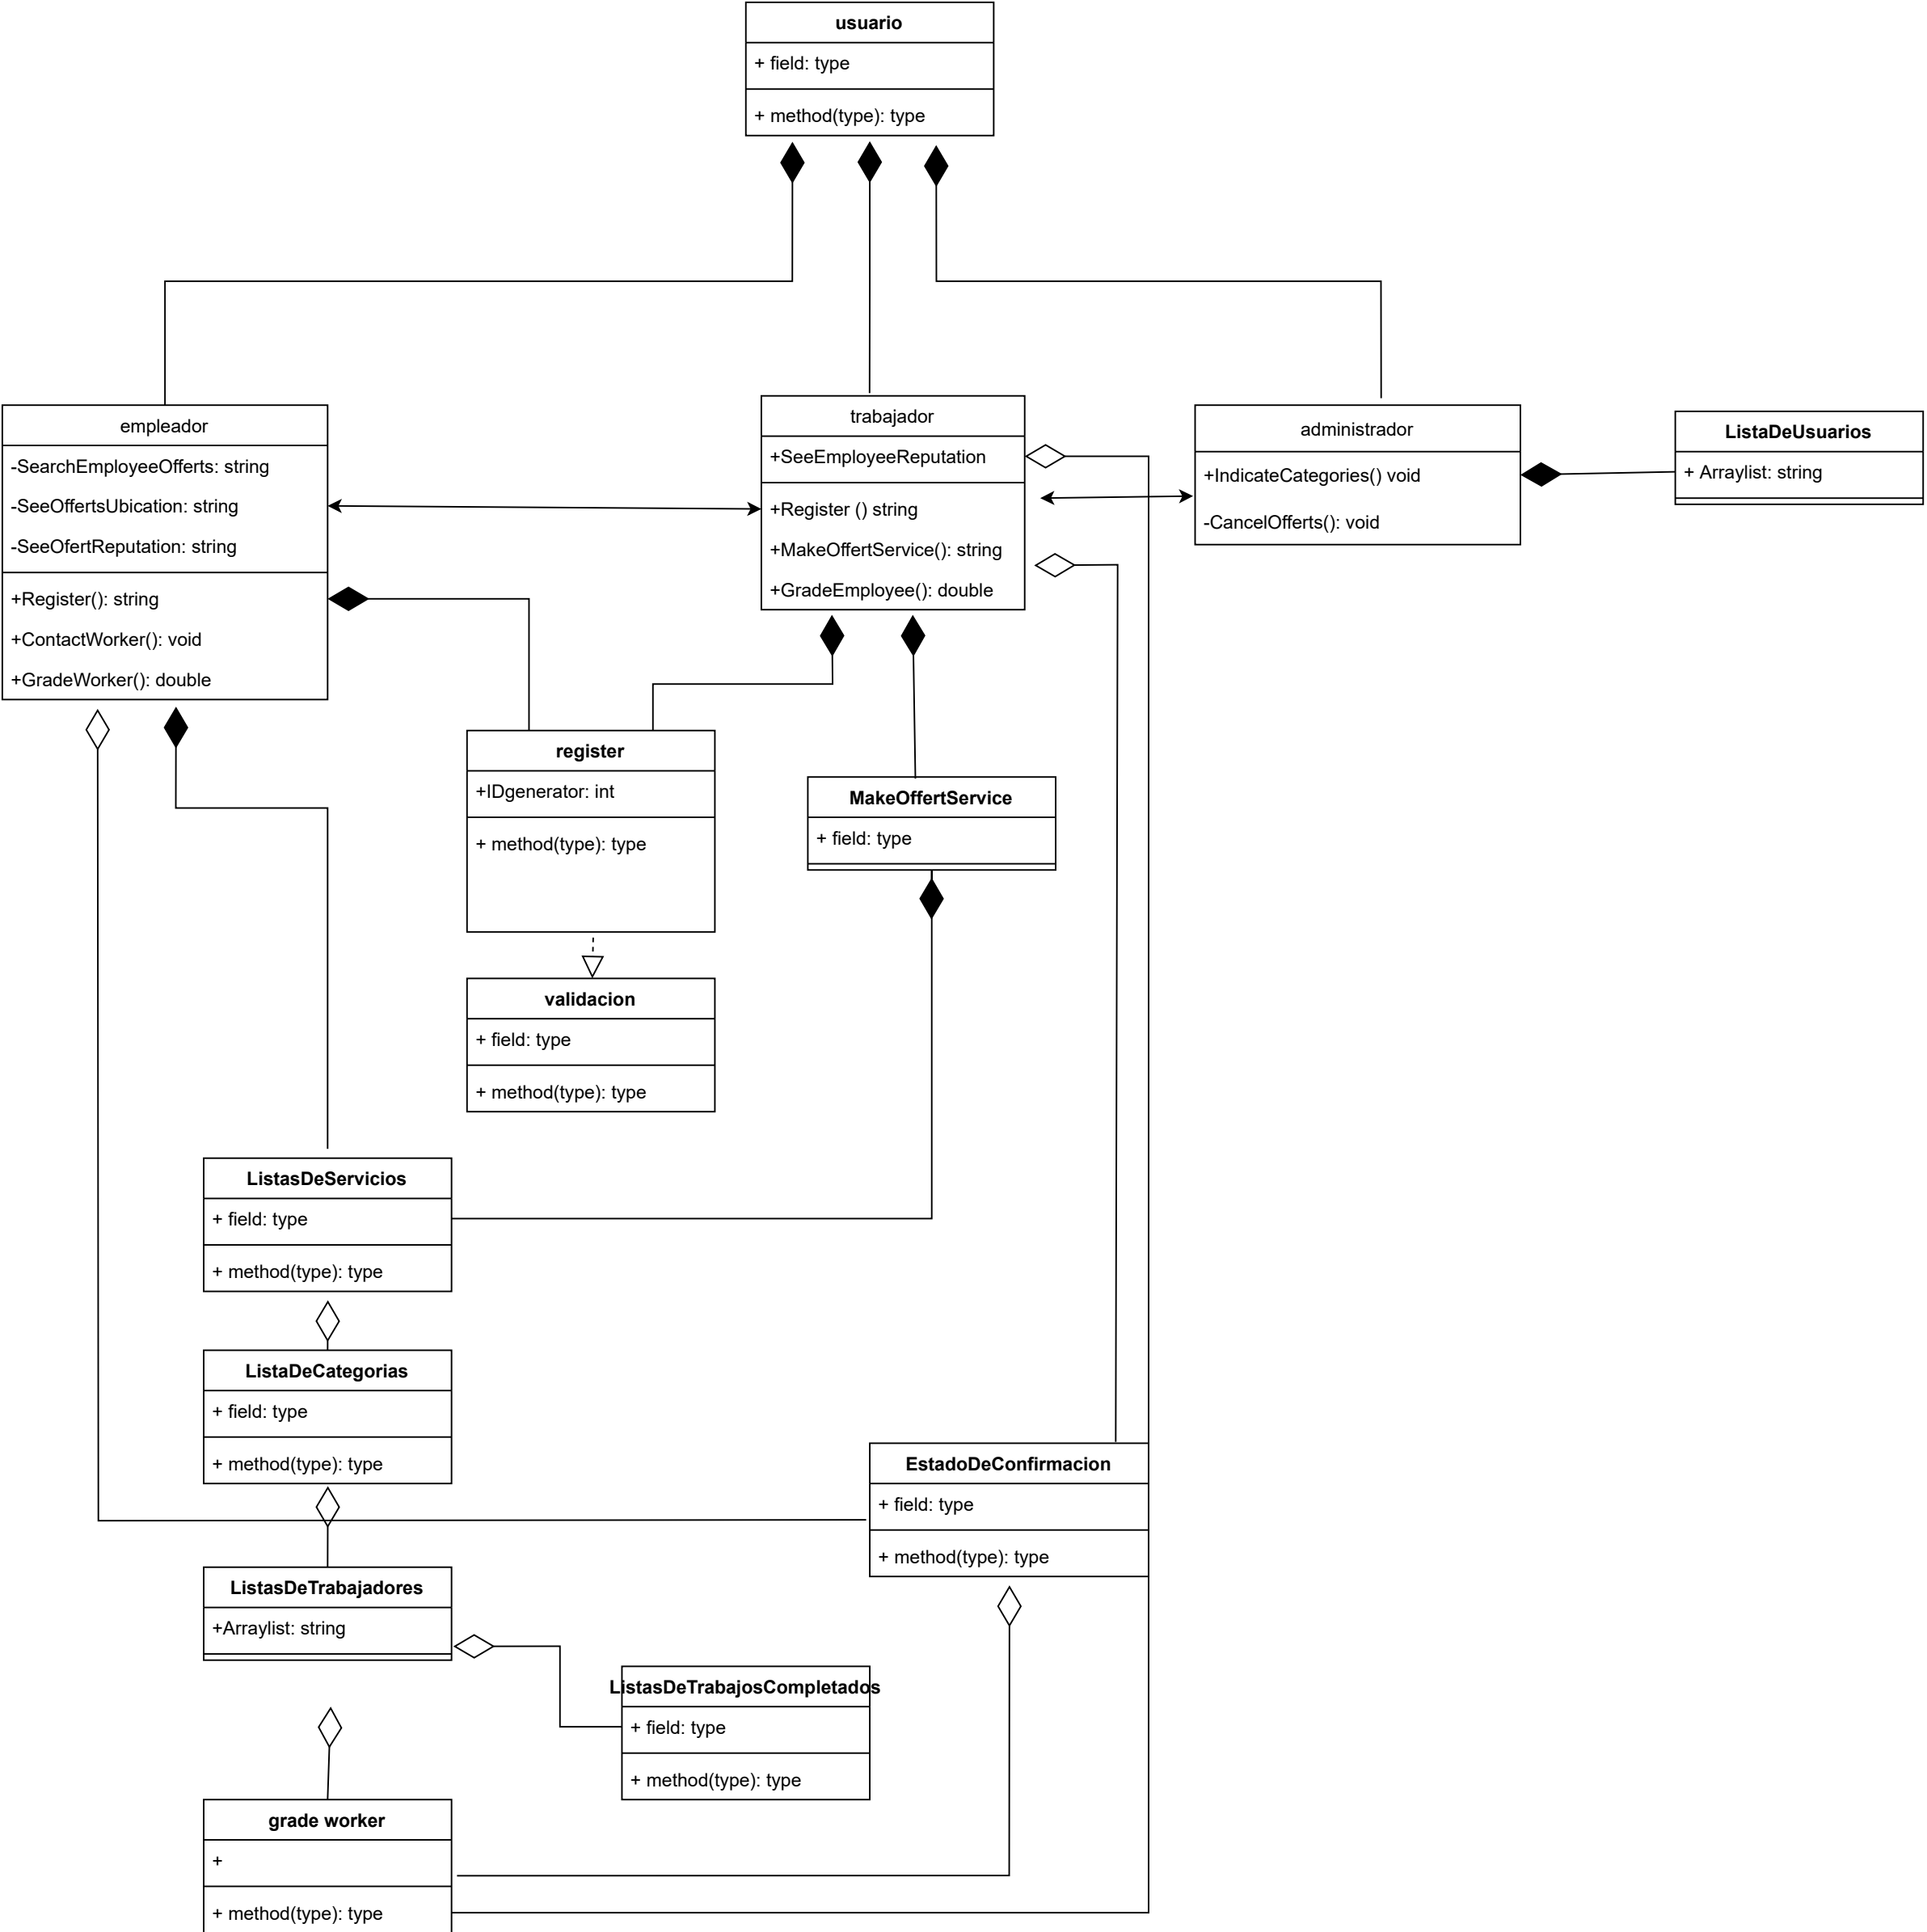 usuario
+ field: type
+ method(type): type
empleador
-SearchEmployeeOfferts: string
-SeeOffertsUbication: string
-SeeOfertReputation: string
+Register(): string
+ContactWorker(): void
+GradeWorker(): double
trabajador
+SeeEmployeeReputation
+Register () string
+MakeOffertService(): string
+GradeEmployee(): double
administrador
+IndicateCategories() void
-CancelOfferts(): void
ListaDeUsuarios
+ Arraylist: string
register
+IDgenerator: int
+ method(type): type
MakeOffertService
+ field: type
validacion
+ field: type
+ method(type): type
ListasDeServicios
+ field: type
+ method(type): type
ListaDeCategorias
+ field: type
+ method(type): type
EstadoDeConfirmacion
+ field: type
+ method(type): type
ListasDeTrabajadores
+Arraylist: string
ListasDeTrabajosCompletados
+ field: type
+ method(type): type
grade worker
+
+ method(type): type